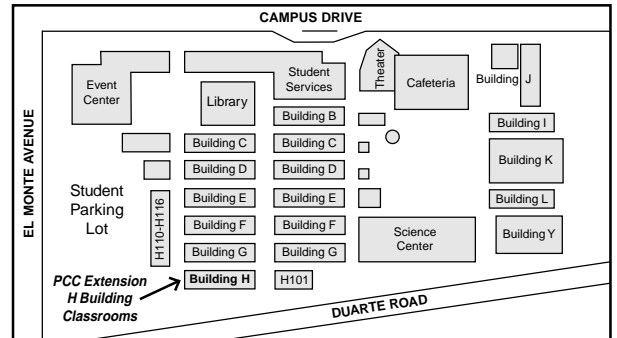 CAMPUS DRIVE
EL MONTE AVENUE
Event
Center
Student
Services
Library
Theater
Cafeteria
Building J
Building B
Building I
Building C
Building C
Building K
Building D
Building D
Building E
Building E
Building L
Student
Parking
Lot
H110-H116
Building F
Building F
Science
Center
Building Y
Building G
Building G
PCC Extension
H Building
Classrooms
Building H
H101
DUARTE ROAD